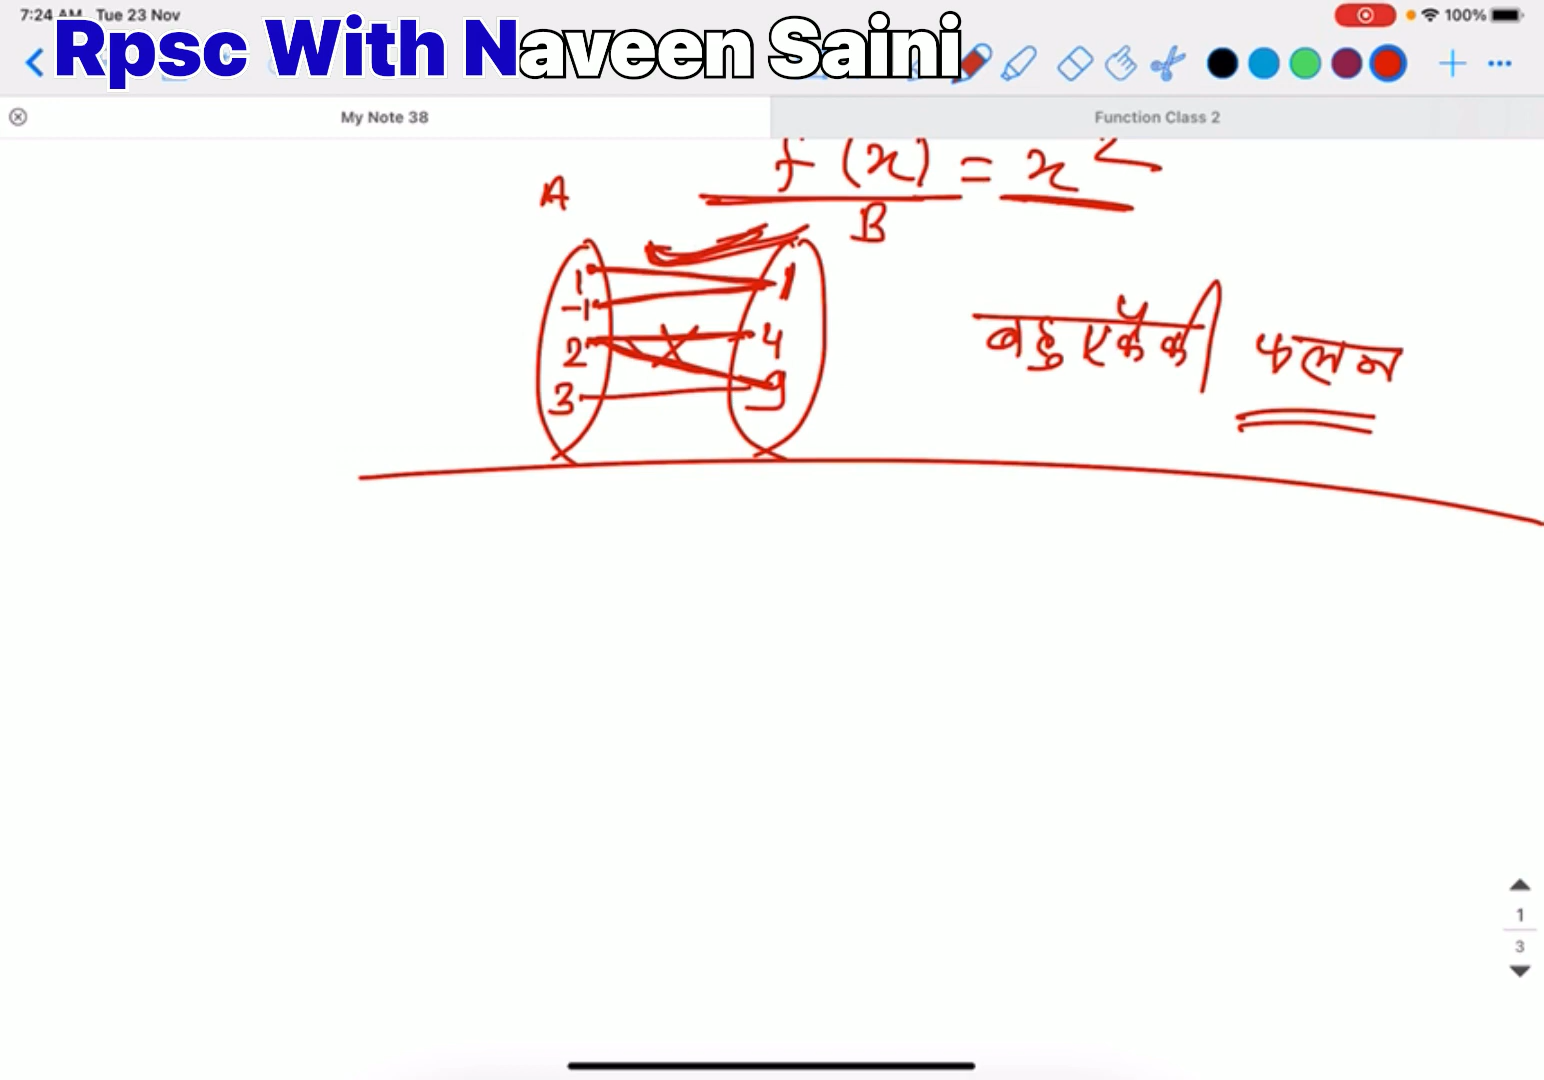 7:24 AM Tue 23 Nov
100%
Rpsc With Naveen Saini
My Note 38
Function Class 2
f(x) = x²
A
B
1
1
-1
2
4
3
9
बहुएकैकी फलन
1
3